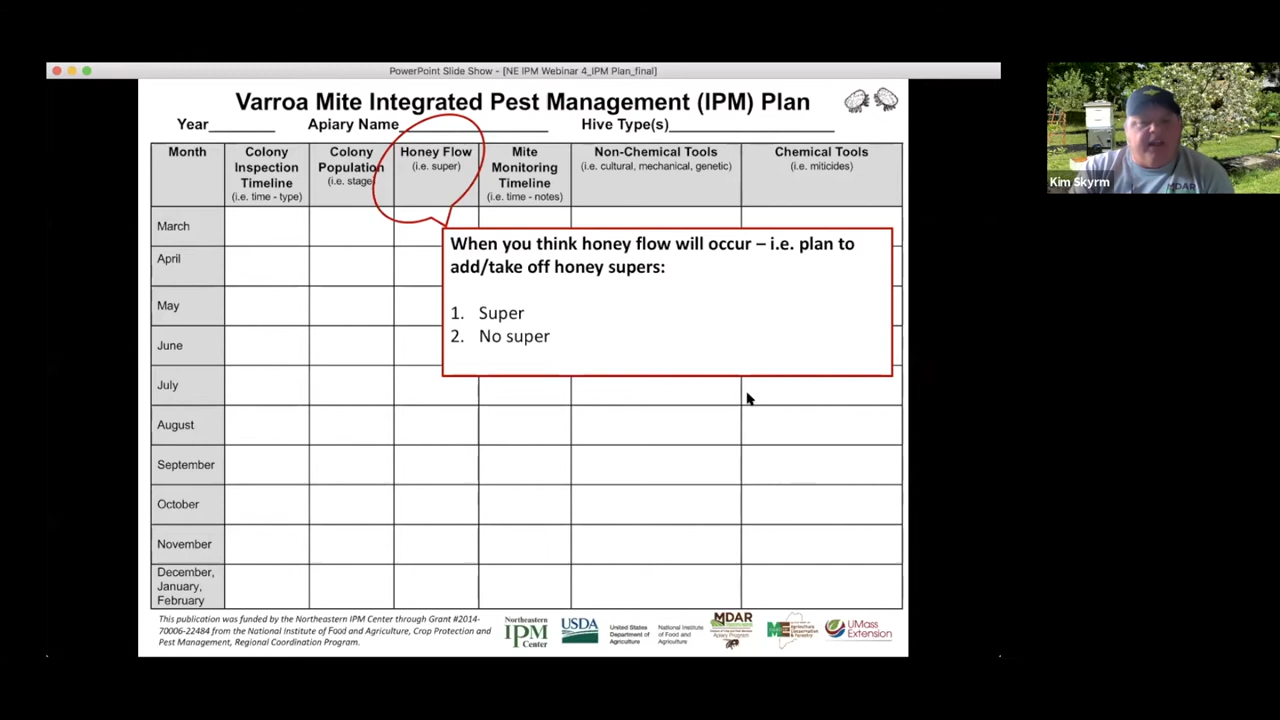 PowerPoint Slide Show - [NE IPM Webinar 4_IPM Plan_final]
Varroa Mite Integrated Pest Management (IPM) Plan
Year________ Apiary Name__________________ Hive Type(s)____________________
Month
Colony
Inspection
Timeline
(i.e. time - type)
Colony
Population
(i.e. stage
Honey Flow
(i.e. super)
Mite
Monitoring
Timeline
(i.e. time - notes)
Non-Chemical Tools
(i.e. cultural, mechanical, genetic)
Chemical Tools
(i.e. miticides)
March
April
May
June
July
August
September
October
November
December,
January,
February
When you think honey flow will occur – i.e. plan to
add/take off honey supers:
1. Super
2. No super
This publication was funded by the Northeastern IPM Center through Grant #2014-
70006-22484 from the National Institute of Food and Agriculture, Crop Protection and
Pest Management, Regional Coordination Program.
Northeastern
IPM
Center
USDA
United States
Department of
Agriculture
National Institute
of Food and
Agriculture
MDAR
UMass
Extension
Kim Skyrm
MDAR